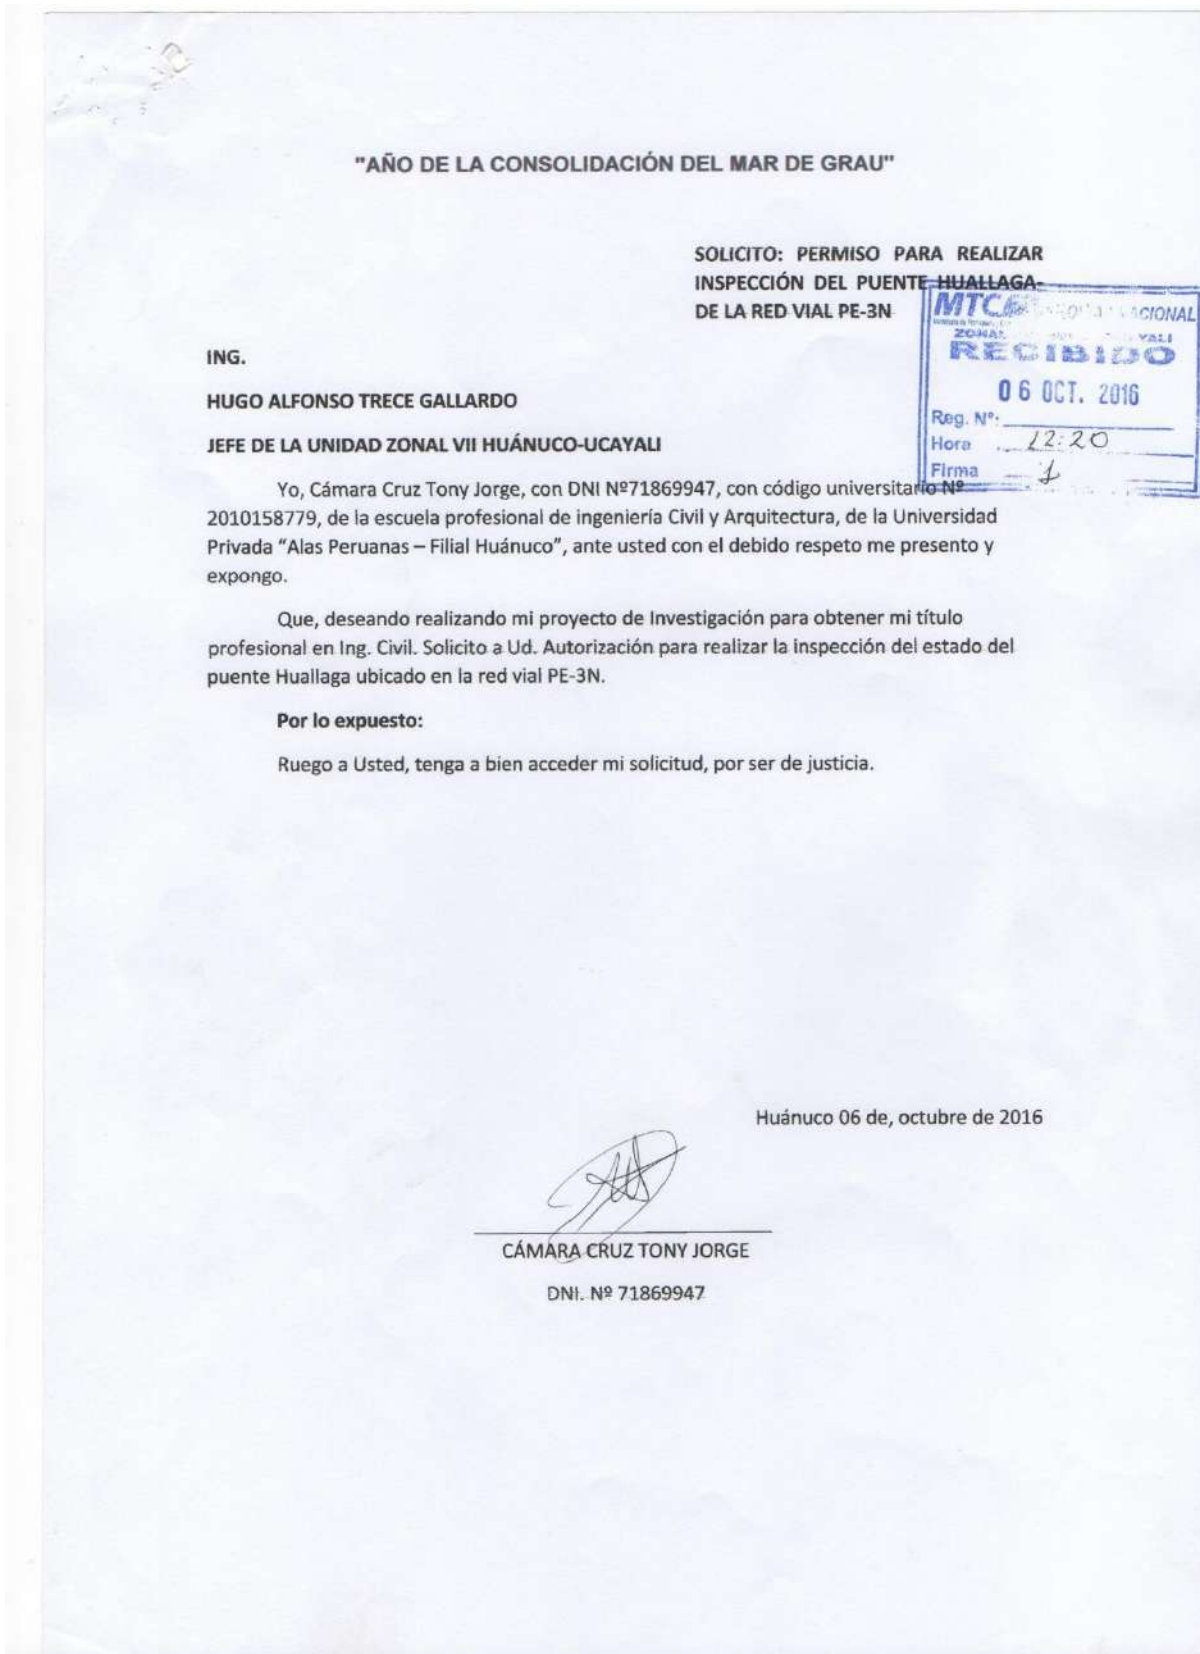 "AÑO DE LA CONSOLIDACIÓN DEL MAR DE GRAU"
SOLICITO: PERMISO PARA REALIZAR
INSPECCIÓN DEL PUENTE HUALLAGA-
DE LA RED VIAL PE-3N
MTC
RECIBIDO
06 OCT. 2016
Reg. Nº:
Hora 12:20
Firma
ING.
HUGO ALFONSO TRECE GALLARDO
JEFE DE LA UNIDAD ZONAL VII HUÁNUCO-UCAYALI
Yo, Cámara Cruz Tony Jorge, con DNI Nº71869947, con código universitario Nº
2010158779, de la escuela profesional de ingeniería Civil y Arquitectura, de la Universidad
Privada “Alas Peruanas – Filial Huánuco”, ante usted con el debido respeto me presento y
expongo.
Que, deseando realizando mi proyecto de Investigación para obtener mi título
profesional en Ing. Civil. Solicito a Ud. Autorización para realizar la inspección del estado del
puente Huallaga ubicado en la red vial PE-3N.
Por lo expuesto:
Ruego a Usted, tenga a bien acceder mi solicitud, por ser de justicia.
Huánuco 06 de, octubre de 2016
CÁMARA CRUZ TONY JORGE
DNI. Nº 71869947